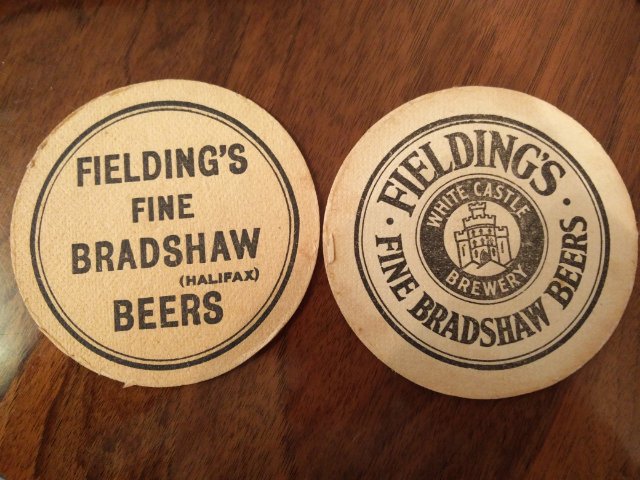 FIELDING'S
FINE
BRADSHAW
(HALIFAX)
BEERS
· FIELDING'S ·
FINE BRADSHAW BEERS
WHITE CASTLE
BREWERY